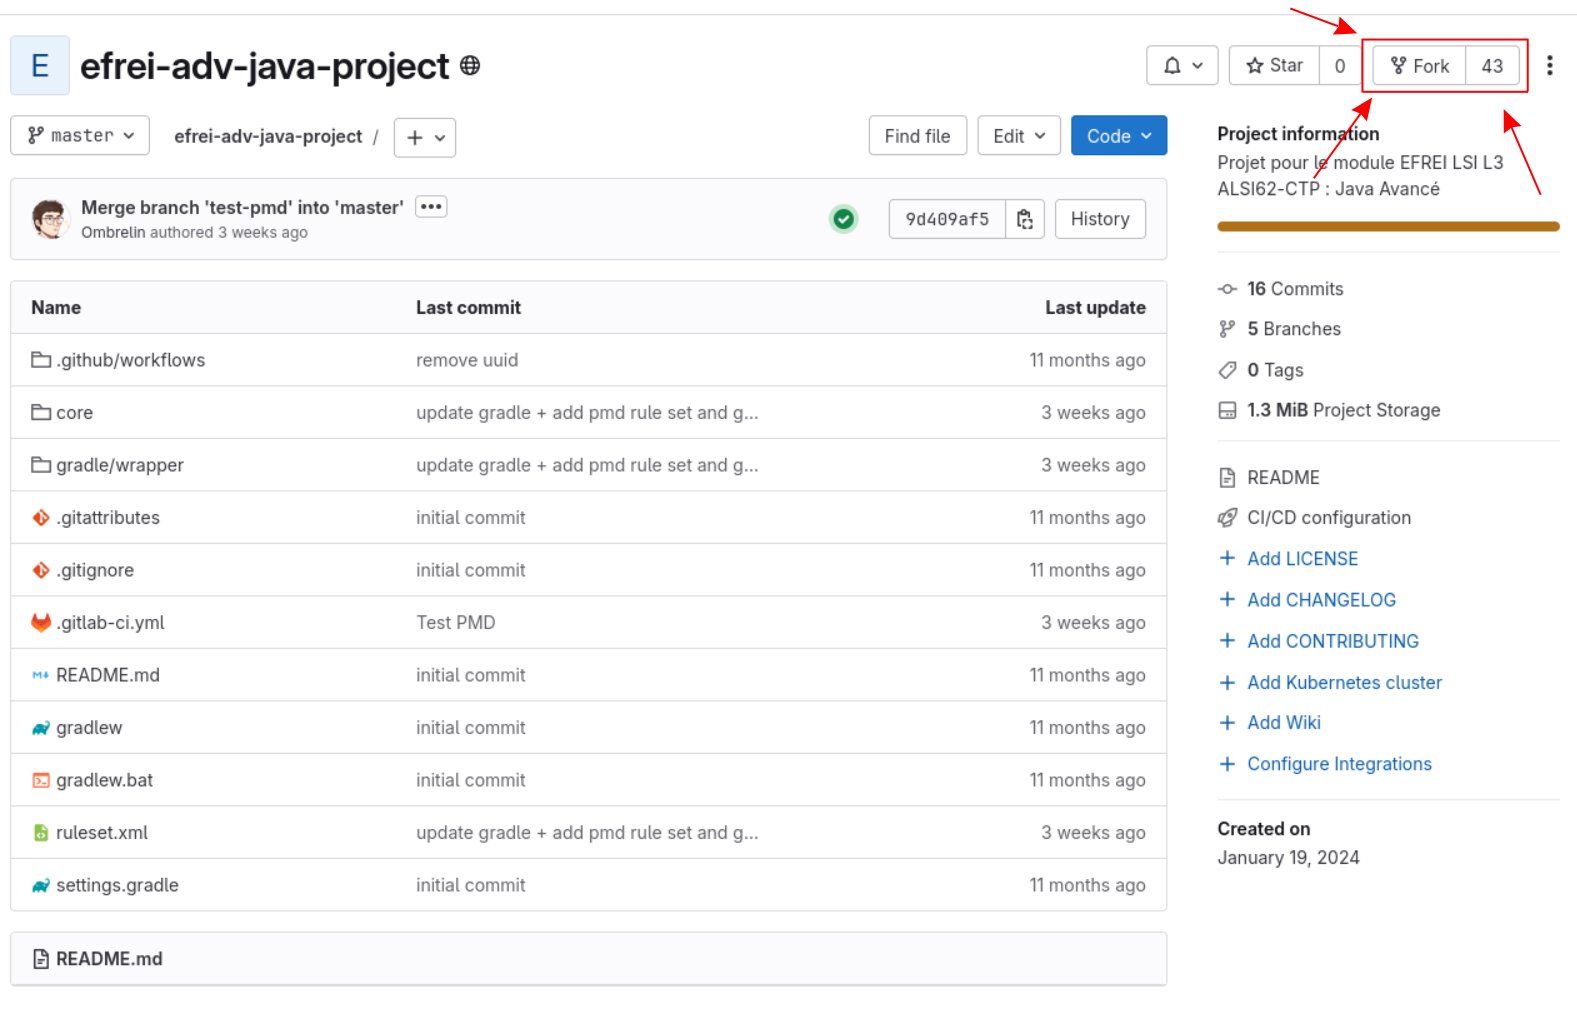 E efrei-adv-java-project
Star 0 Fork 43
master efrei-adv-java-project / + Find file Edit Code
Merge branch 'test-pmd' into 'master' •••
Ombrelin authored 3 weeks ago
9d409af5 History
Name Last commit Last update
.github/workflows remove uuid 11 months ago
core update gradle + add pmd rule set and g... 3 weeks ago
gradle/wrapper update gradle + add pmd rule set and g... 3 weeks ago
.gitattributes initial commit 11 months ago
.gitignore initial commit 11 months ago
.gitlab-ci.yml Test PMD 3 weeks ago
README.md initial commit 11 months ago
gradlew initial commit 11 months ago
gradlew.bat initial commit 11 months ago
ruleset.xml update gradle + add pmd rule set and g... 3 weeks ago
settings.gradle initial commit 11 months ago
README.md
Project information
Projet pour le module EFREI LSI L3
ALSI62-CTP : Java Avancé
16 Commits
5 Branches
0 Tags
1.3 MiB Project Storage
README
CI/CD configuration
+ Add LICENSE
+ Add CHANGELOG
+ Add CONTRIBUTING
+ Add Kubernetes cluster
+ Add Wiki
+ Configure Integrations
Created on
January 19, 2024